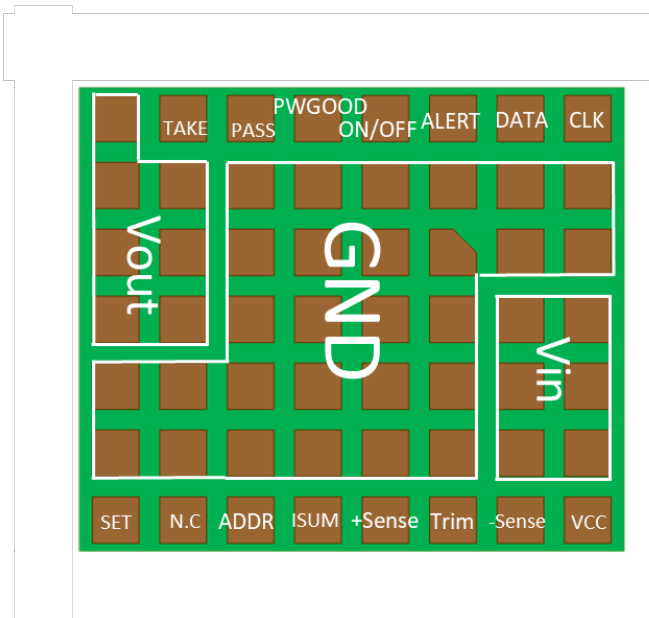 PWGOOD
TAKE PASS ON/OFF ALERT DATA CLK
Vout
GND
Vin
SET N.C ADDR ISUM +Sense Trim -Sense VCC